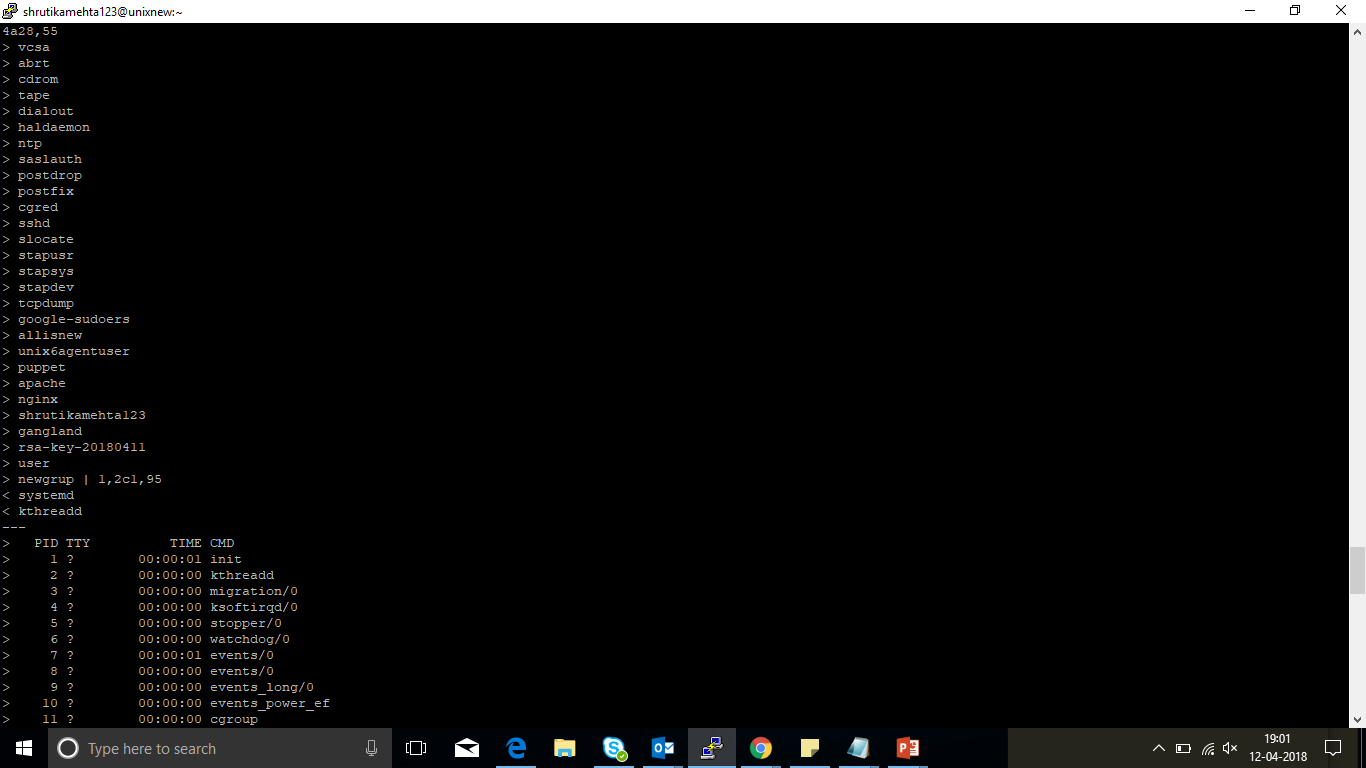 shrutikamehta123@unixnew:~
4a28,55
> vcsa
> abrt
> cdrom
> tape
> dialout
> haldaemon
> ntp
> saslauth
> postdrop
> postfix
> cgred
> sshd
> slocate
> stapusr
> stapsys
> stapdev
> tcpdump
> google-sudoers
> allisnew
> unix6agentuser
> puppet
> apache
> nginx
> shrutikamehta123
> gangland
> rsa-key-20180411
> user
> newgrup | 1,2c1,95
< systemd
< kthreadd
---
>   PID TTY          TIME CMD
>     1 ?        00:00:01 init
>     2 ?        00:00:00 kthreadd
>     3 ?        00:00:00 migration/0
>     4 ?        00:00:00 ksoftirqd/0
>     5 ?        00:00:00 stopper/0
>     6 ?        00:00:00 watchdog/0
>     7 ?        00:00:01 events/0
>     8 ?        00:00:00 events/0
>     9 ?        00:00:00 events_long/0
>    10 ?        00:00:00 events_power_ef
>    11 ?        00:00:00 cgroup
Type here to search
19:01
12-04-2018